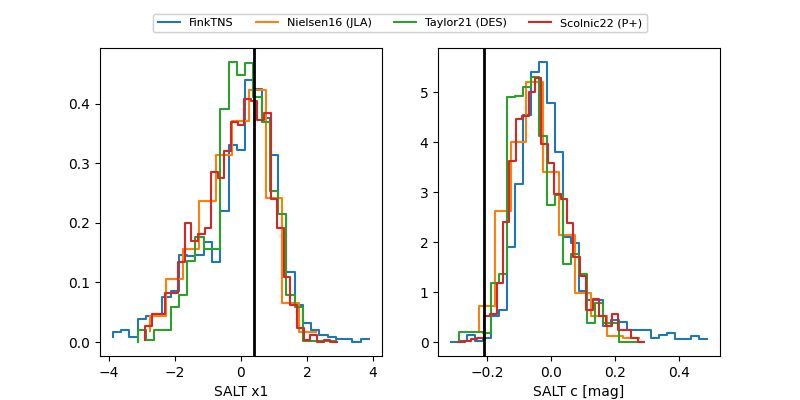 FinkTNS Nielsen16 (JLA) Taylor21 (DES) Scolnic22 (P+)
0.4
0.3
0.2
0.1
0.0
−4 −2 0 2 4
SALT x1
5
4
3
2
1
0
−0.2 0.0 0.2 0.4
SALT c [mag]